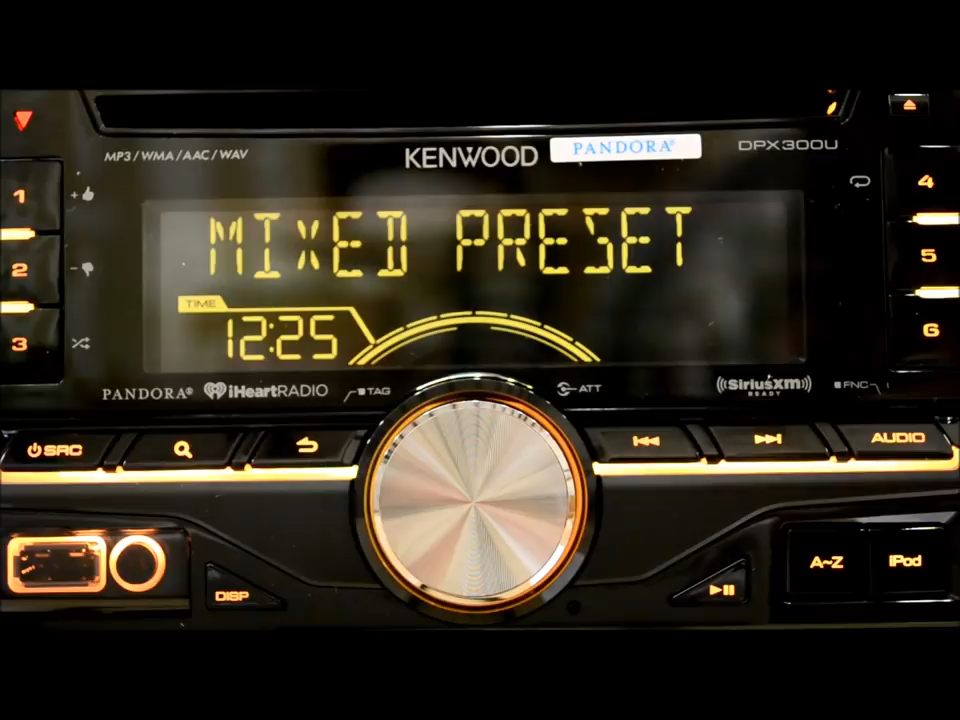 MP3/WMA/AAC/WAV
KENWOOD
PANDORA®
DPX300U
1
2
3
4
5
6
MIXED PRESET
TIME
12:25
PANDORA®
iHeartRADIO
TAG
ATT
((SiriusXM))
READY
FNC
SRC
AUDIO
DISP
A~Z
iPod